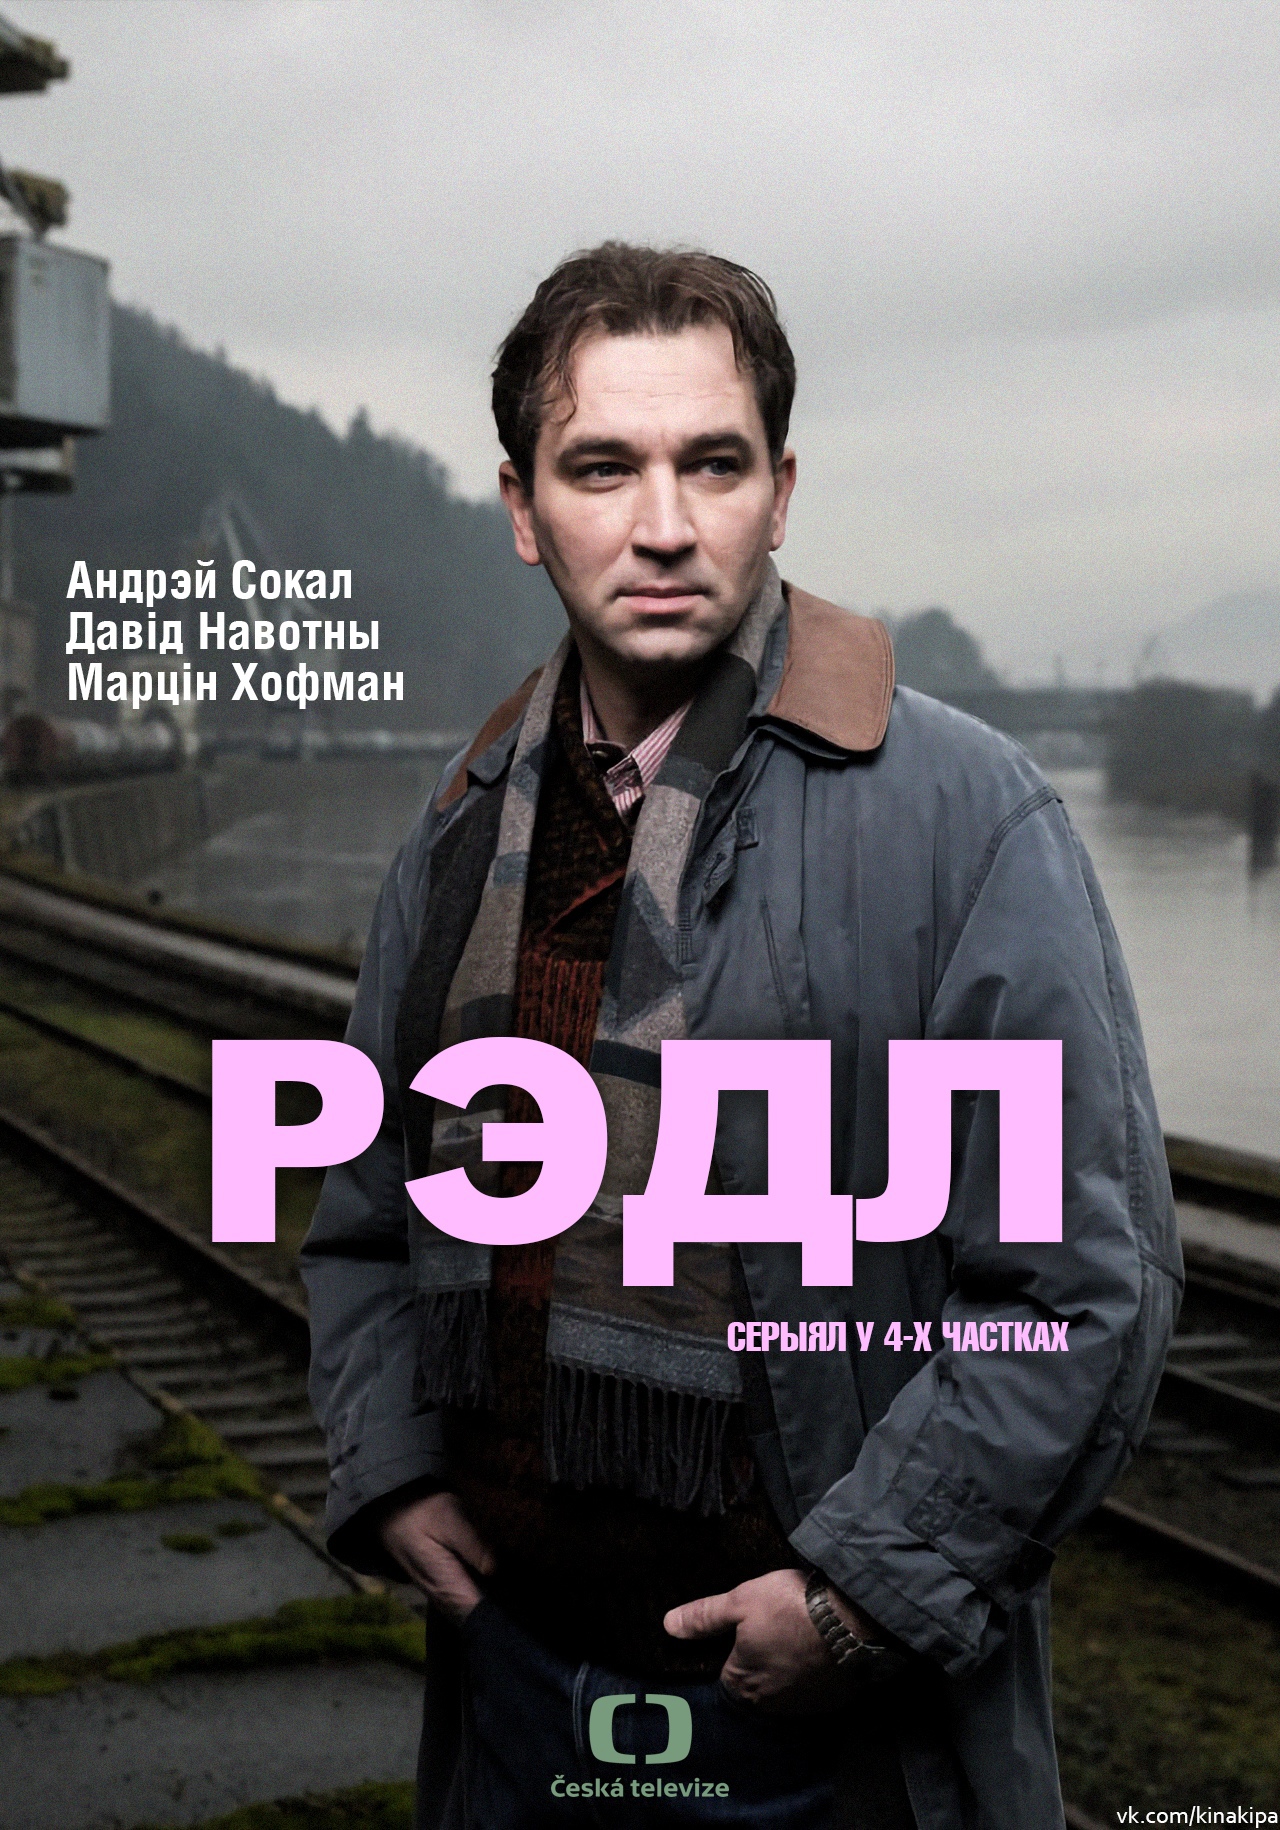 Андрэй Сокал
Давід Навотны
Марцін Хофман
РЭДЛ
СЕРЫЯЛ У 4-Х ЧАСТКАХ
Česká televize
vk.com/kinakipa